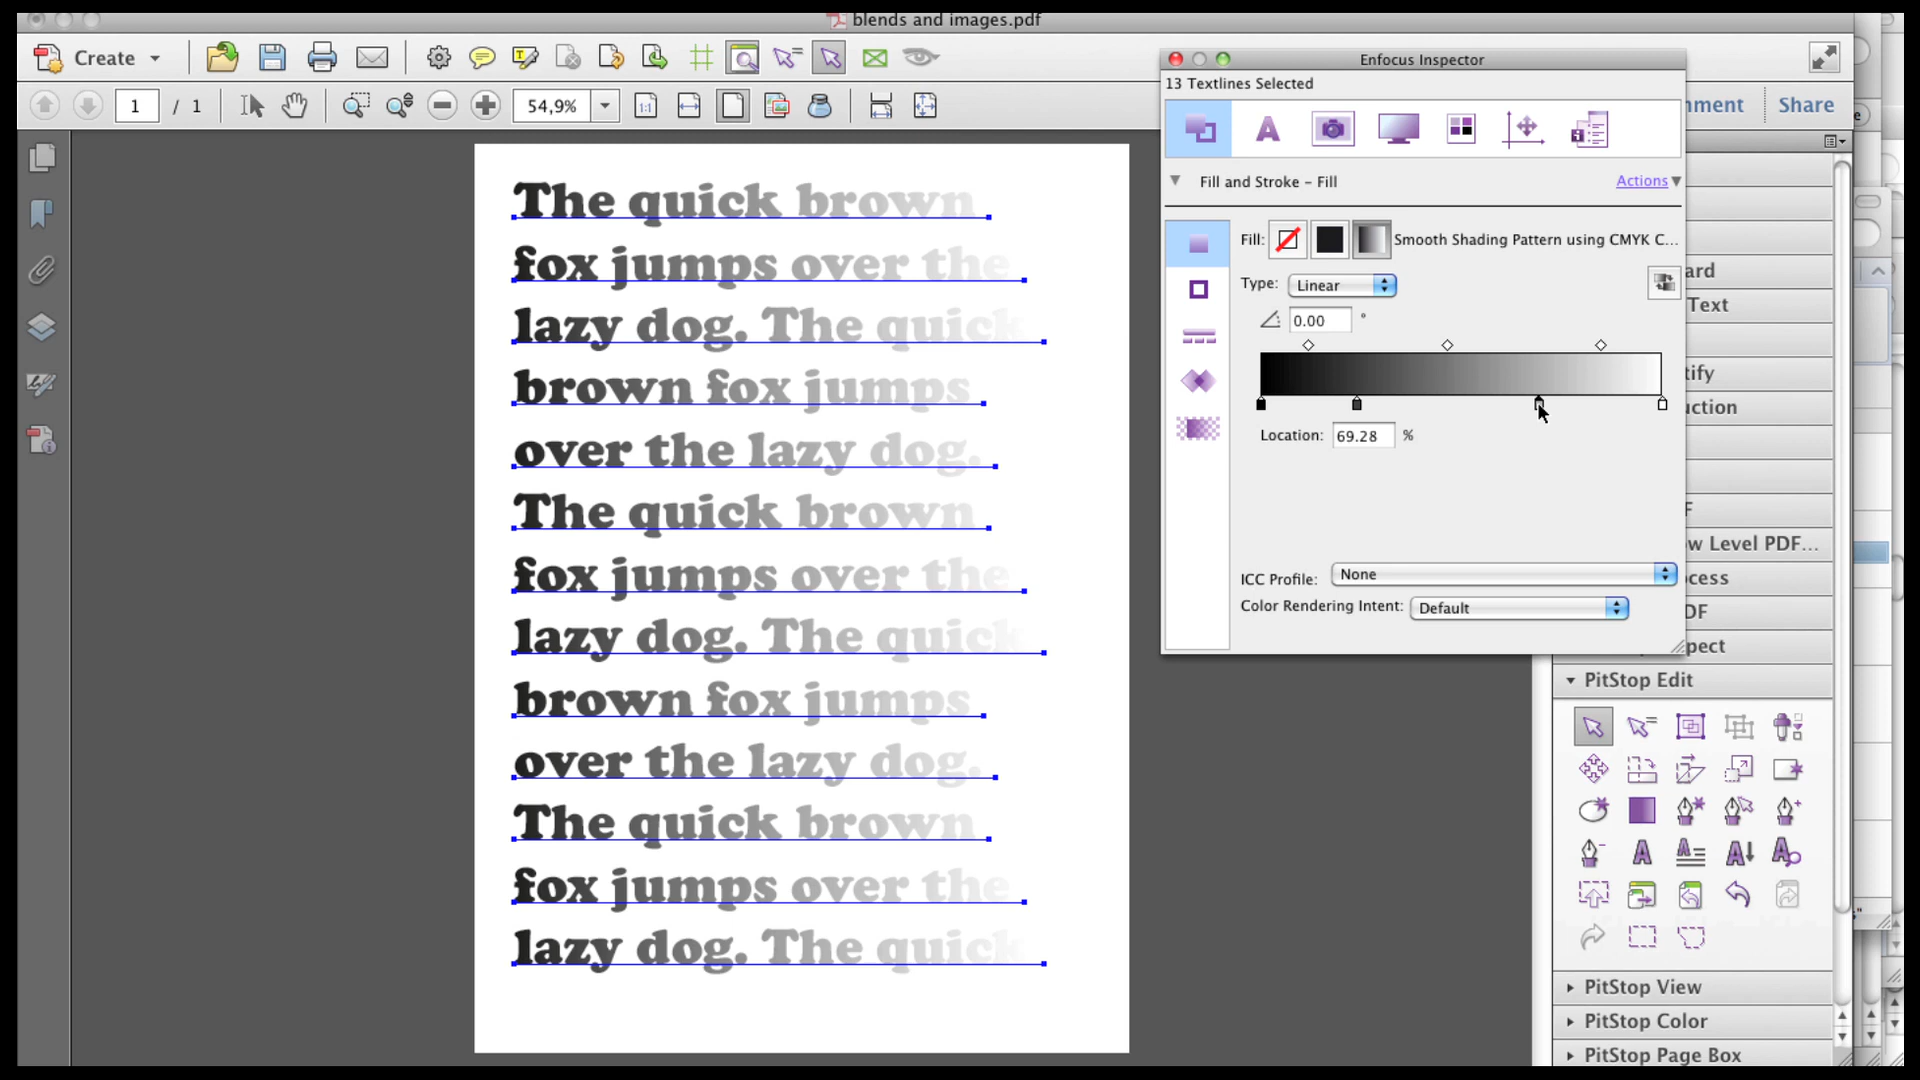 blends and images.pdf
Create
1 / 1
54,9%
mment
Share
Enfocus Inspector
13 Textlines Selected
Fill and Stroke – Fill
Actions
Fill:
Smooth Shading Pattern using CMYK C...
Type: Linear
0.00 °
Location: 69.28 %
ICC Profile: None
Color Rendering Intent: Default
The quick brown
fox jumps over the
lazy dog. The quick
brown fox jumps
over the lazy dog.
The quick brown
fox jumps over the
lazy dog. The quick
brown fox jumps
over the lazy dog.
The quick brown
fox jumps over the
lazy dog. The quick
ard
Text
tify
uction
F
w Level PDF...
cess
DF
pect
PitStop Edit
PitStop View
PitStop Color
PitStop Page Box